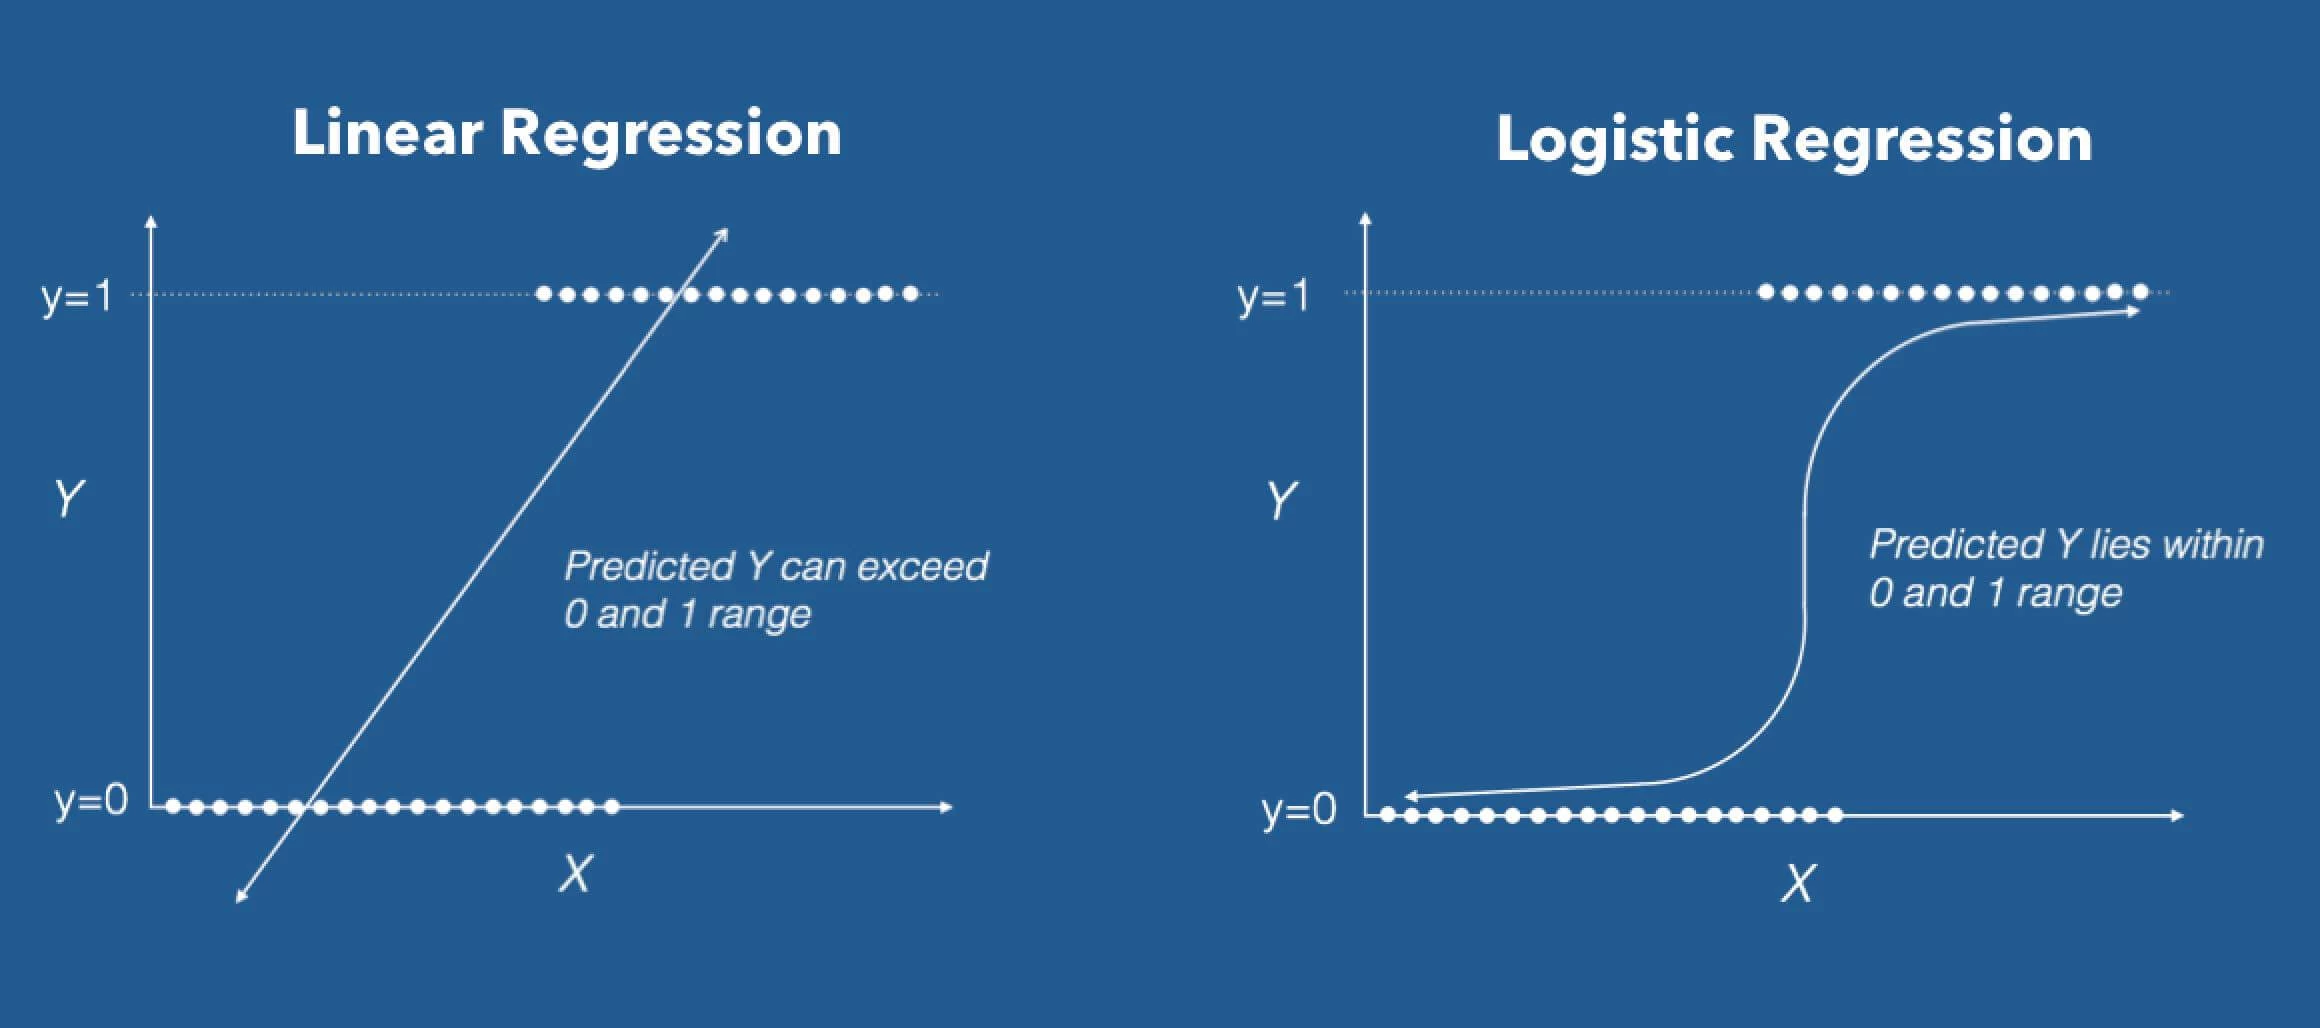 Linear Regression
y=1
Y
Predicted Y can exceed
0 and 1 range
y=0
X
Logistic Regression
y=1
Y
Predicted Y lies within
0 and 1 range
y=0
X